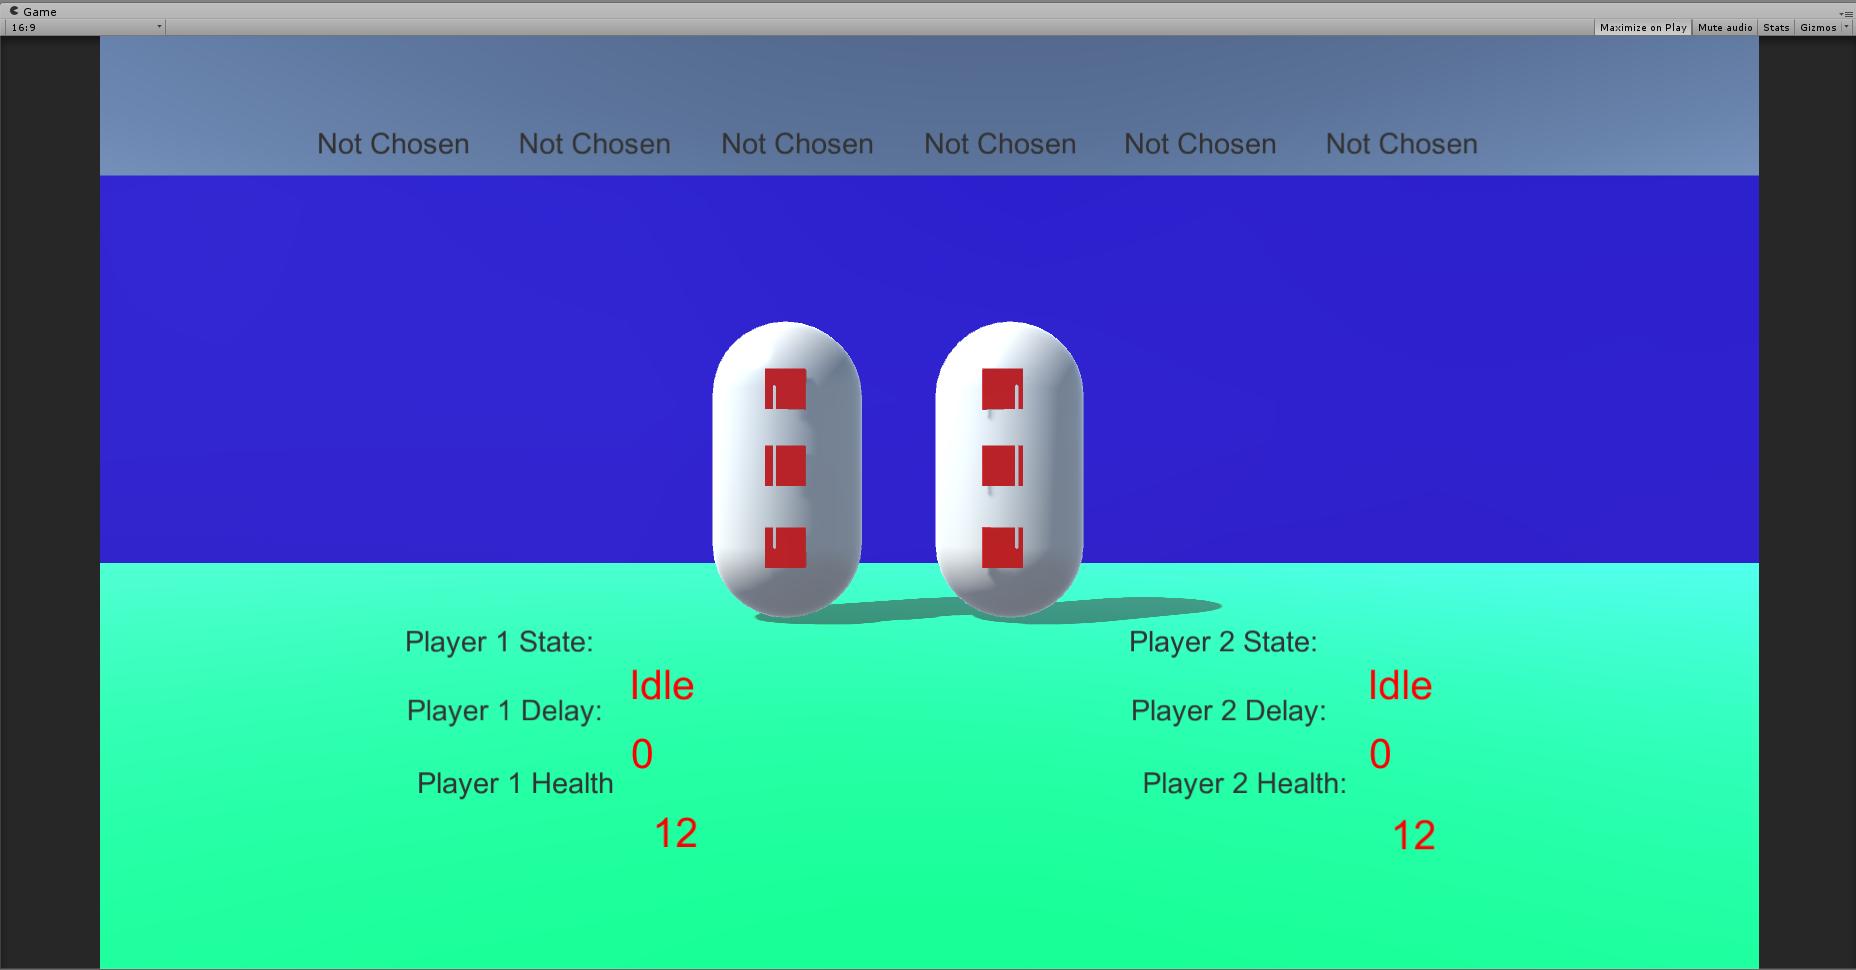 Game
16:9
Maximize on Play Mute audio Stats Gizmos
Not Chosen Not Chosen Not Chosen Not Chosen Not Chosen Not Chosen
Player 1 State:
Idle
Player 1 Delay:
0
Player 1 Health
12
Player 2 State:
Idle
Player 2 Delay:
0
Player 2 Health:
12